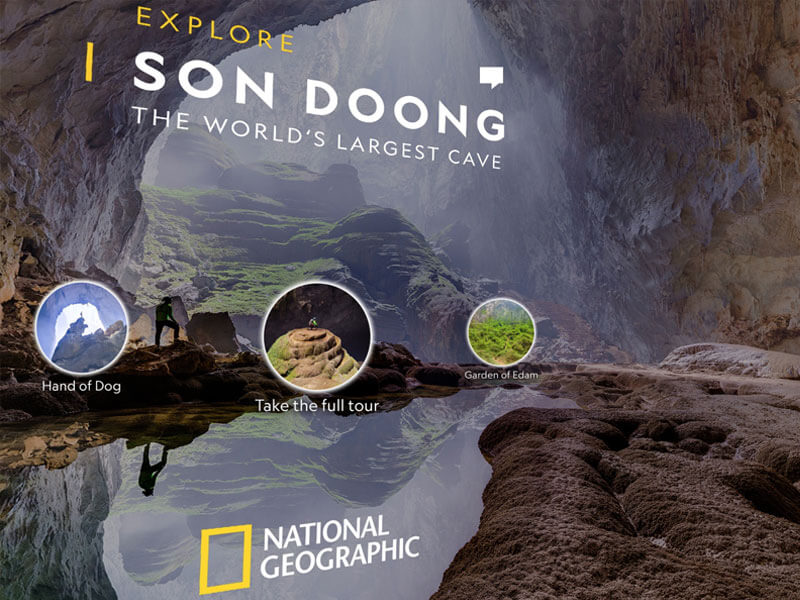 EXPLORE
SON DOONG
THE WORLD'S LARGEST CAVE
Hand of Dog
Take the full tour
Garden of Edam
NATIONAL
GEOGRAPHIC